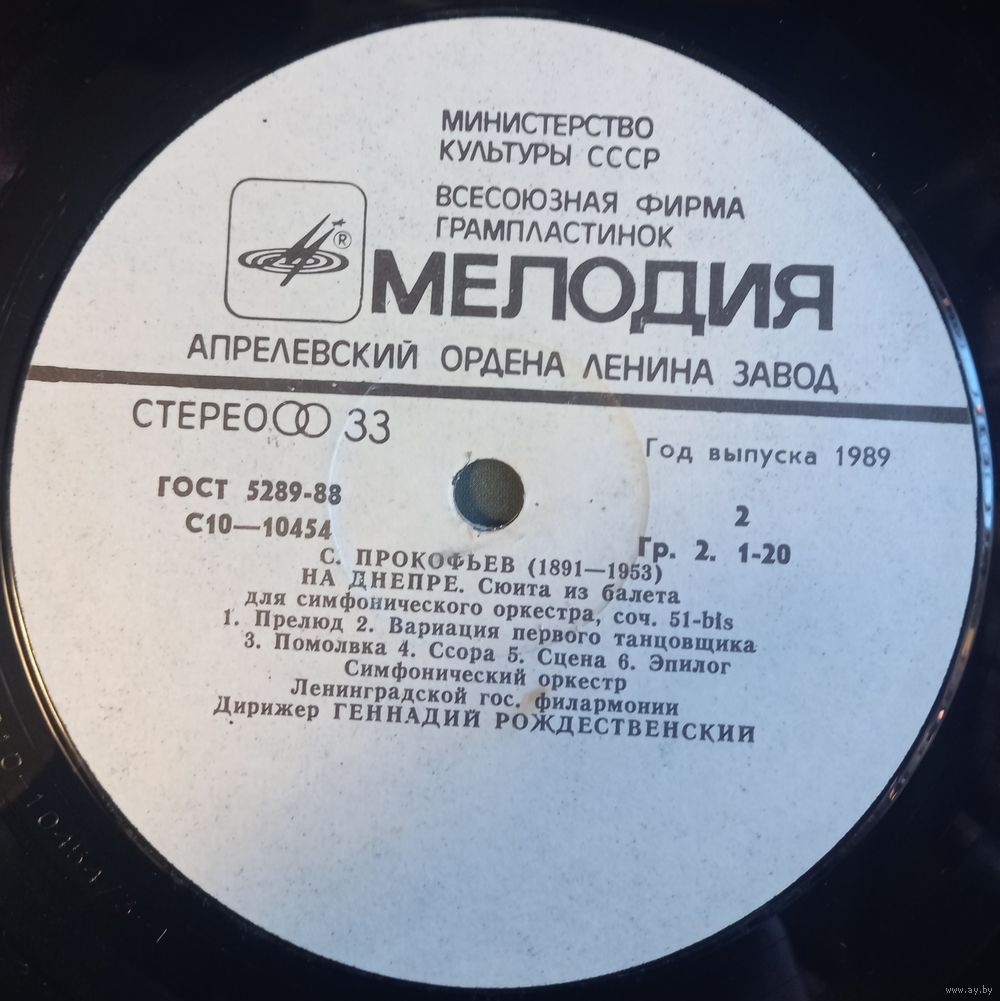 МИНИСТЕРСТВО
КУЛЬТУРЫ СССР
ВСЕСОЮЗНАЯ ФИРМА
ГРАМПЛАСТИНОК
®
МЕЛОДИЯ
АПРЕЛЕВСКИЙ ОРДЕНА ЛЕНИНА ЗАВОД
СТЕРЕО 33
Год выпуска 1989
ГОСТ 5289-88
2
С10—10454
Гр. 2. 1-20
С. ПРОКОФЬЕВ (1891—1953)
НА ДНЕПРЕ. Сюита из балета
для симфонического оркестра, соч. 51-bis
1. Прелюд 2. Вариация первого танцовщика
3. Помолвка 4. Ссора 5. Сцена 6. Эпилог
Симфонический оркестр
Ленинградской гос. филармонии
Дирижер ГЕННАДИЙ РОЖДЕСТВЕНСКИЙ
www.ay.by